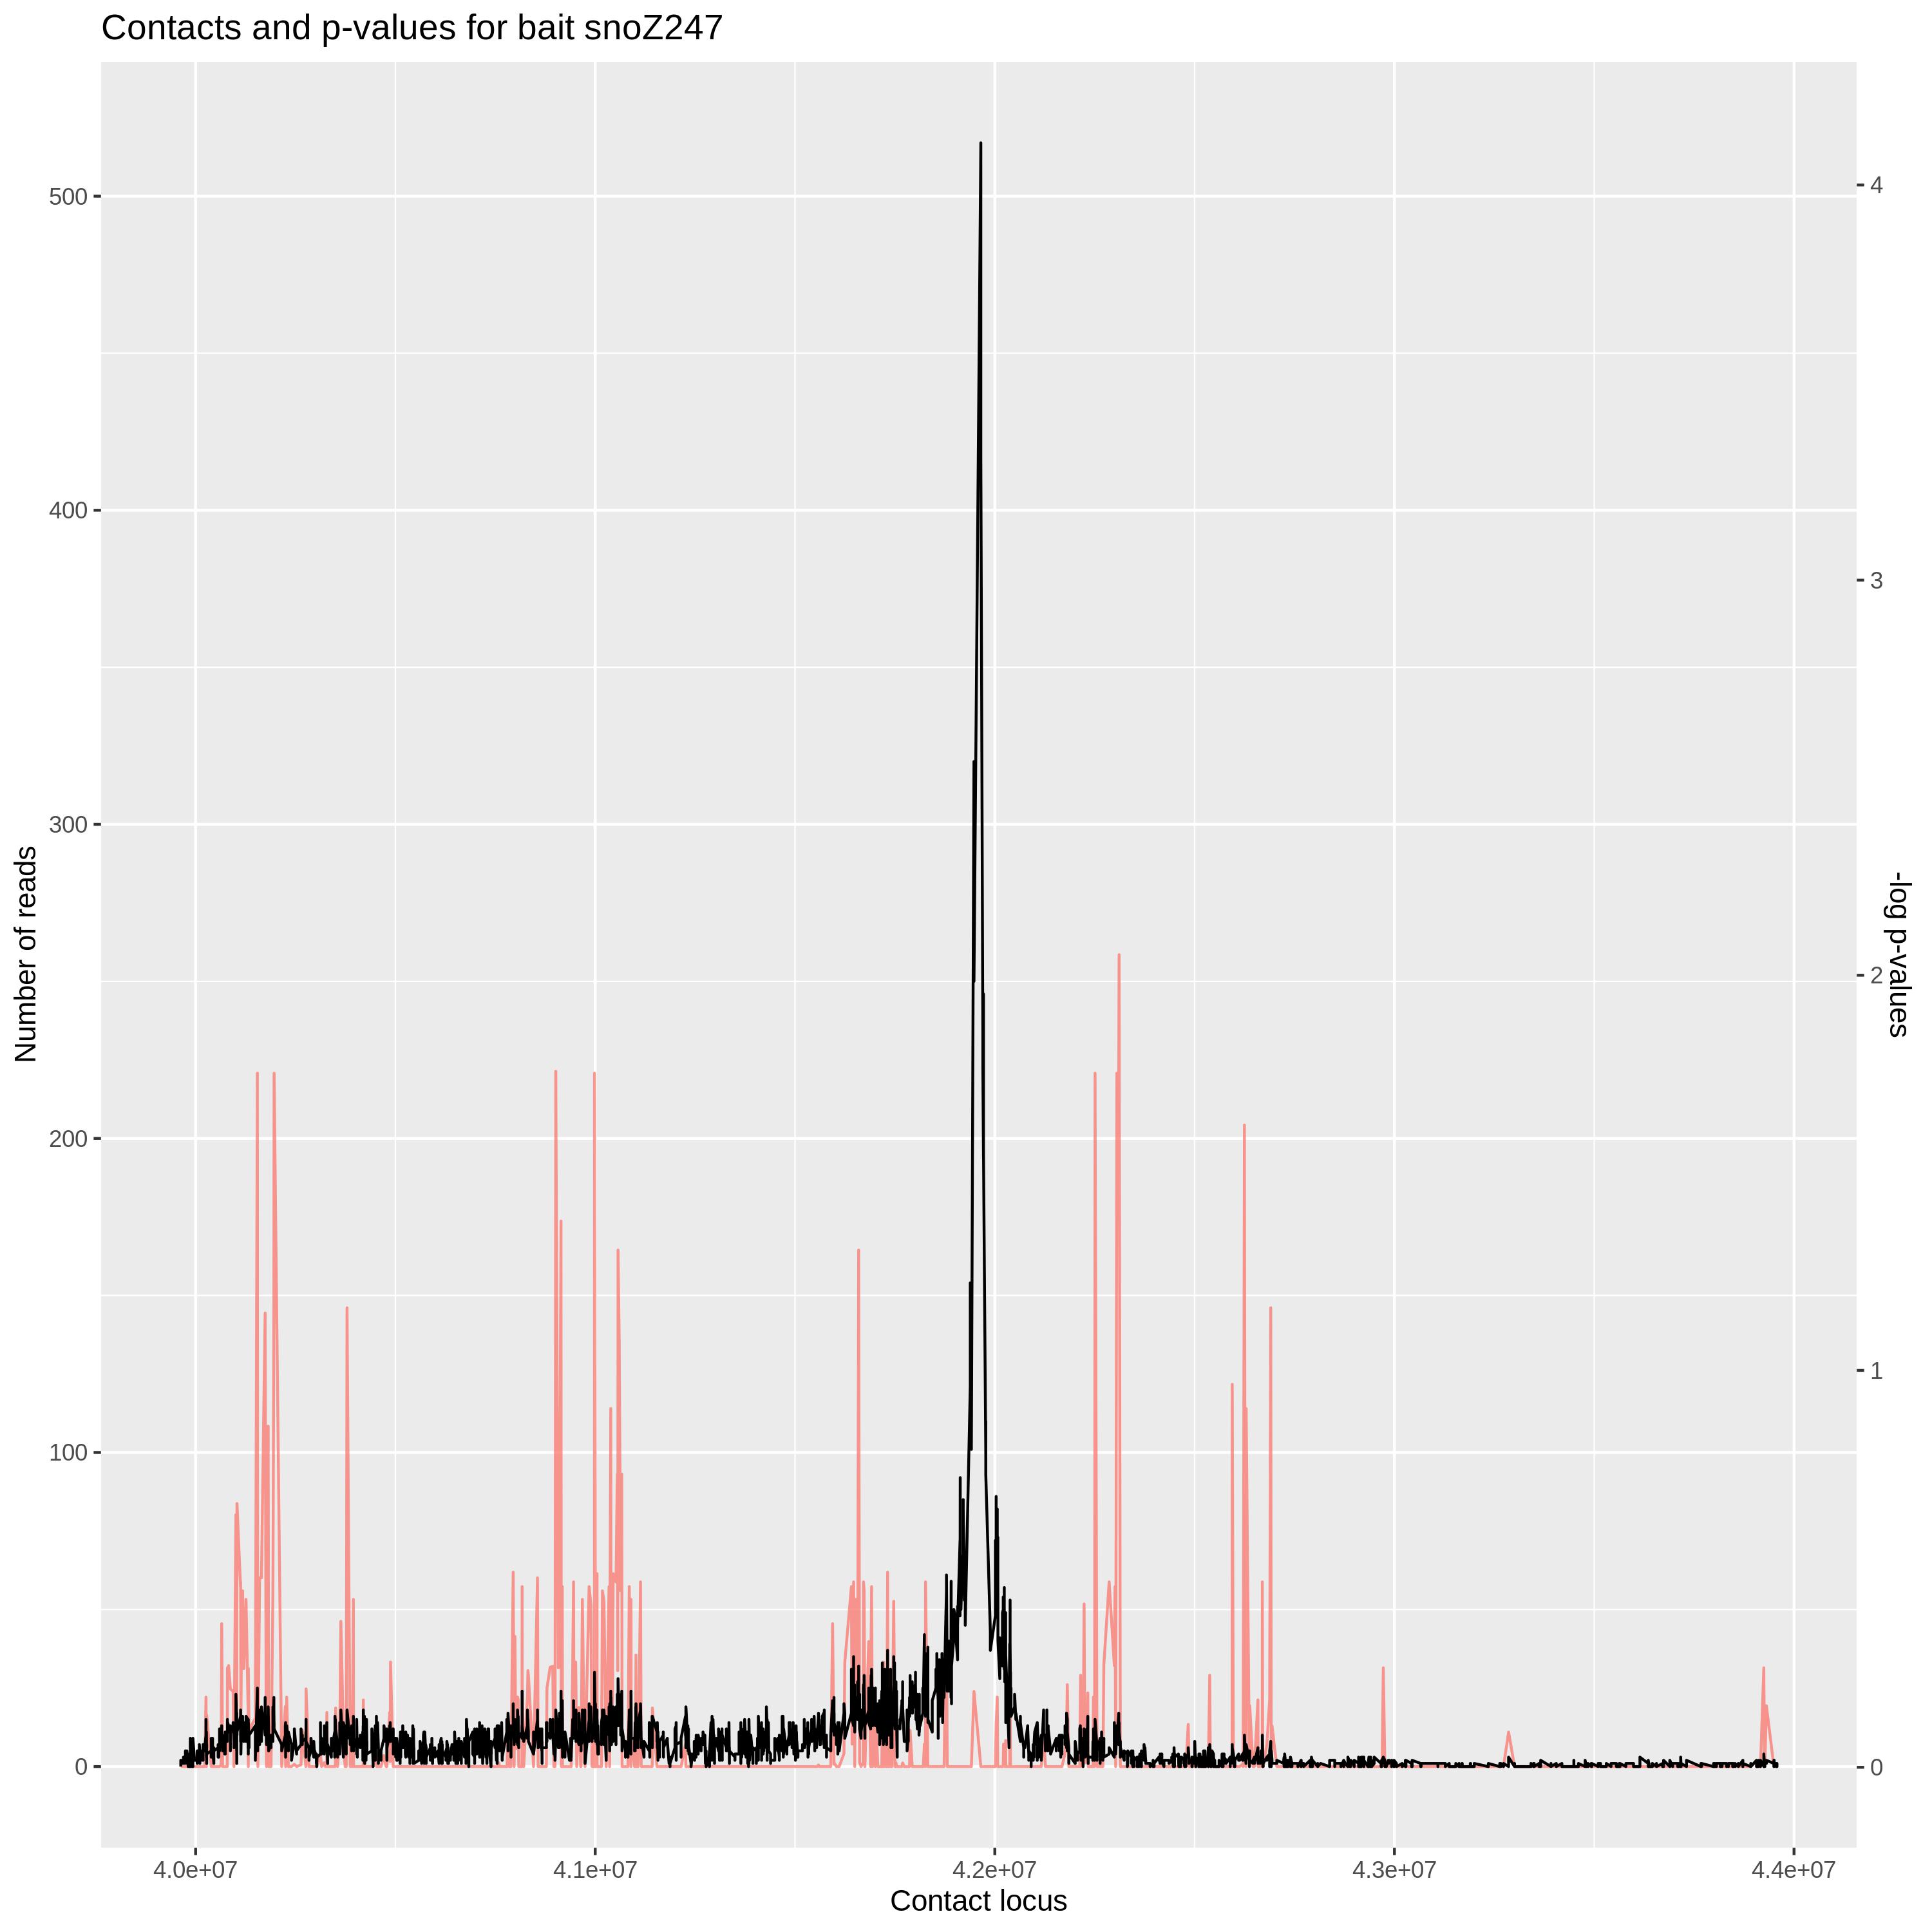 Contacts and p-values for bait snoZ247
500
400
300
200
100
0
4
3
2
1
0
Number of reads
-log p-values
4.0e+07
4.1e+07
4.2e+07
4.3e+07
4.4e+07
Contact locus